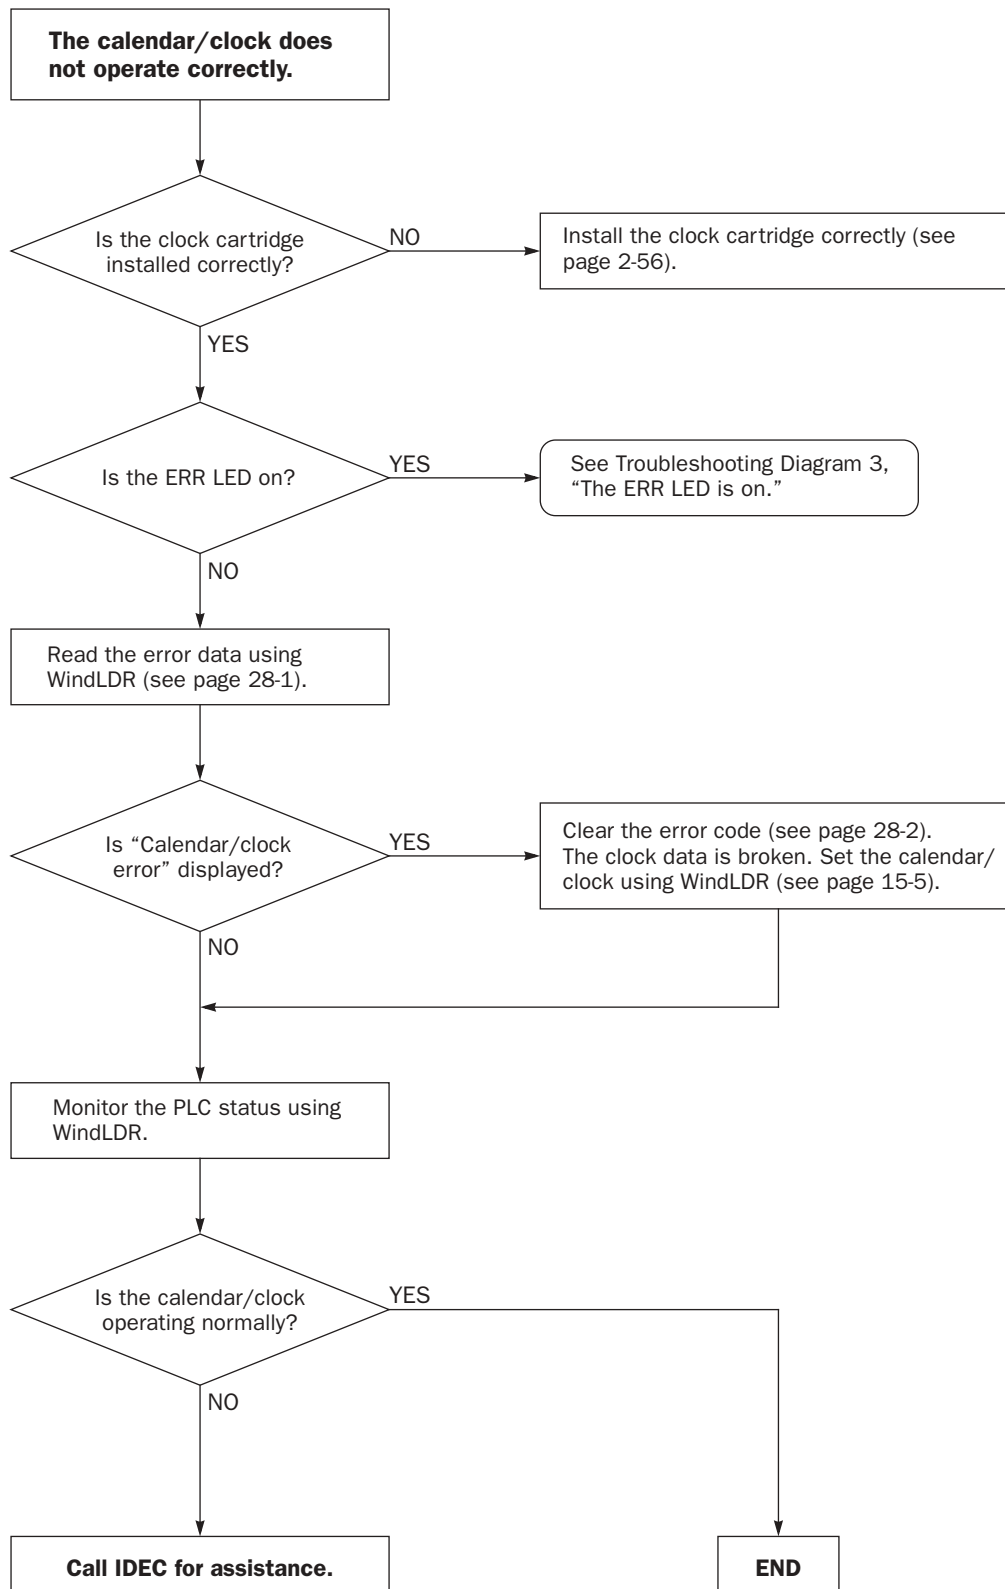 The calendar/clock does
not operate correctly.
Is the clock cartridge
installed correctly?
NO
Install the clock cartridge correctly (see
page 2-56).
YES
Is the ERR LED on?
YES
See Troubleshooting Diagram 3,
“The ERR LED is on.”
NO
Read the error data using
WindLDR (see page 28-1).
Is “Calendar/clock
error” displayed?
YES
Clear the error code (see page 28-2).
The clock data is broken. Set the calendar/
clock using WindLDR (see page 15-5).
NO
Monitor the PLC status using
WindLDR.
Is the calendar/clock
operating normally?
YES
NO
Call IDEC for assistance.
END